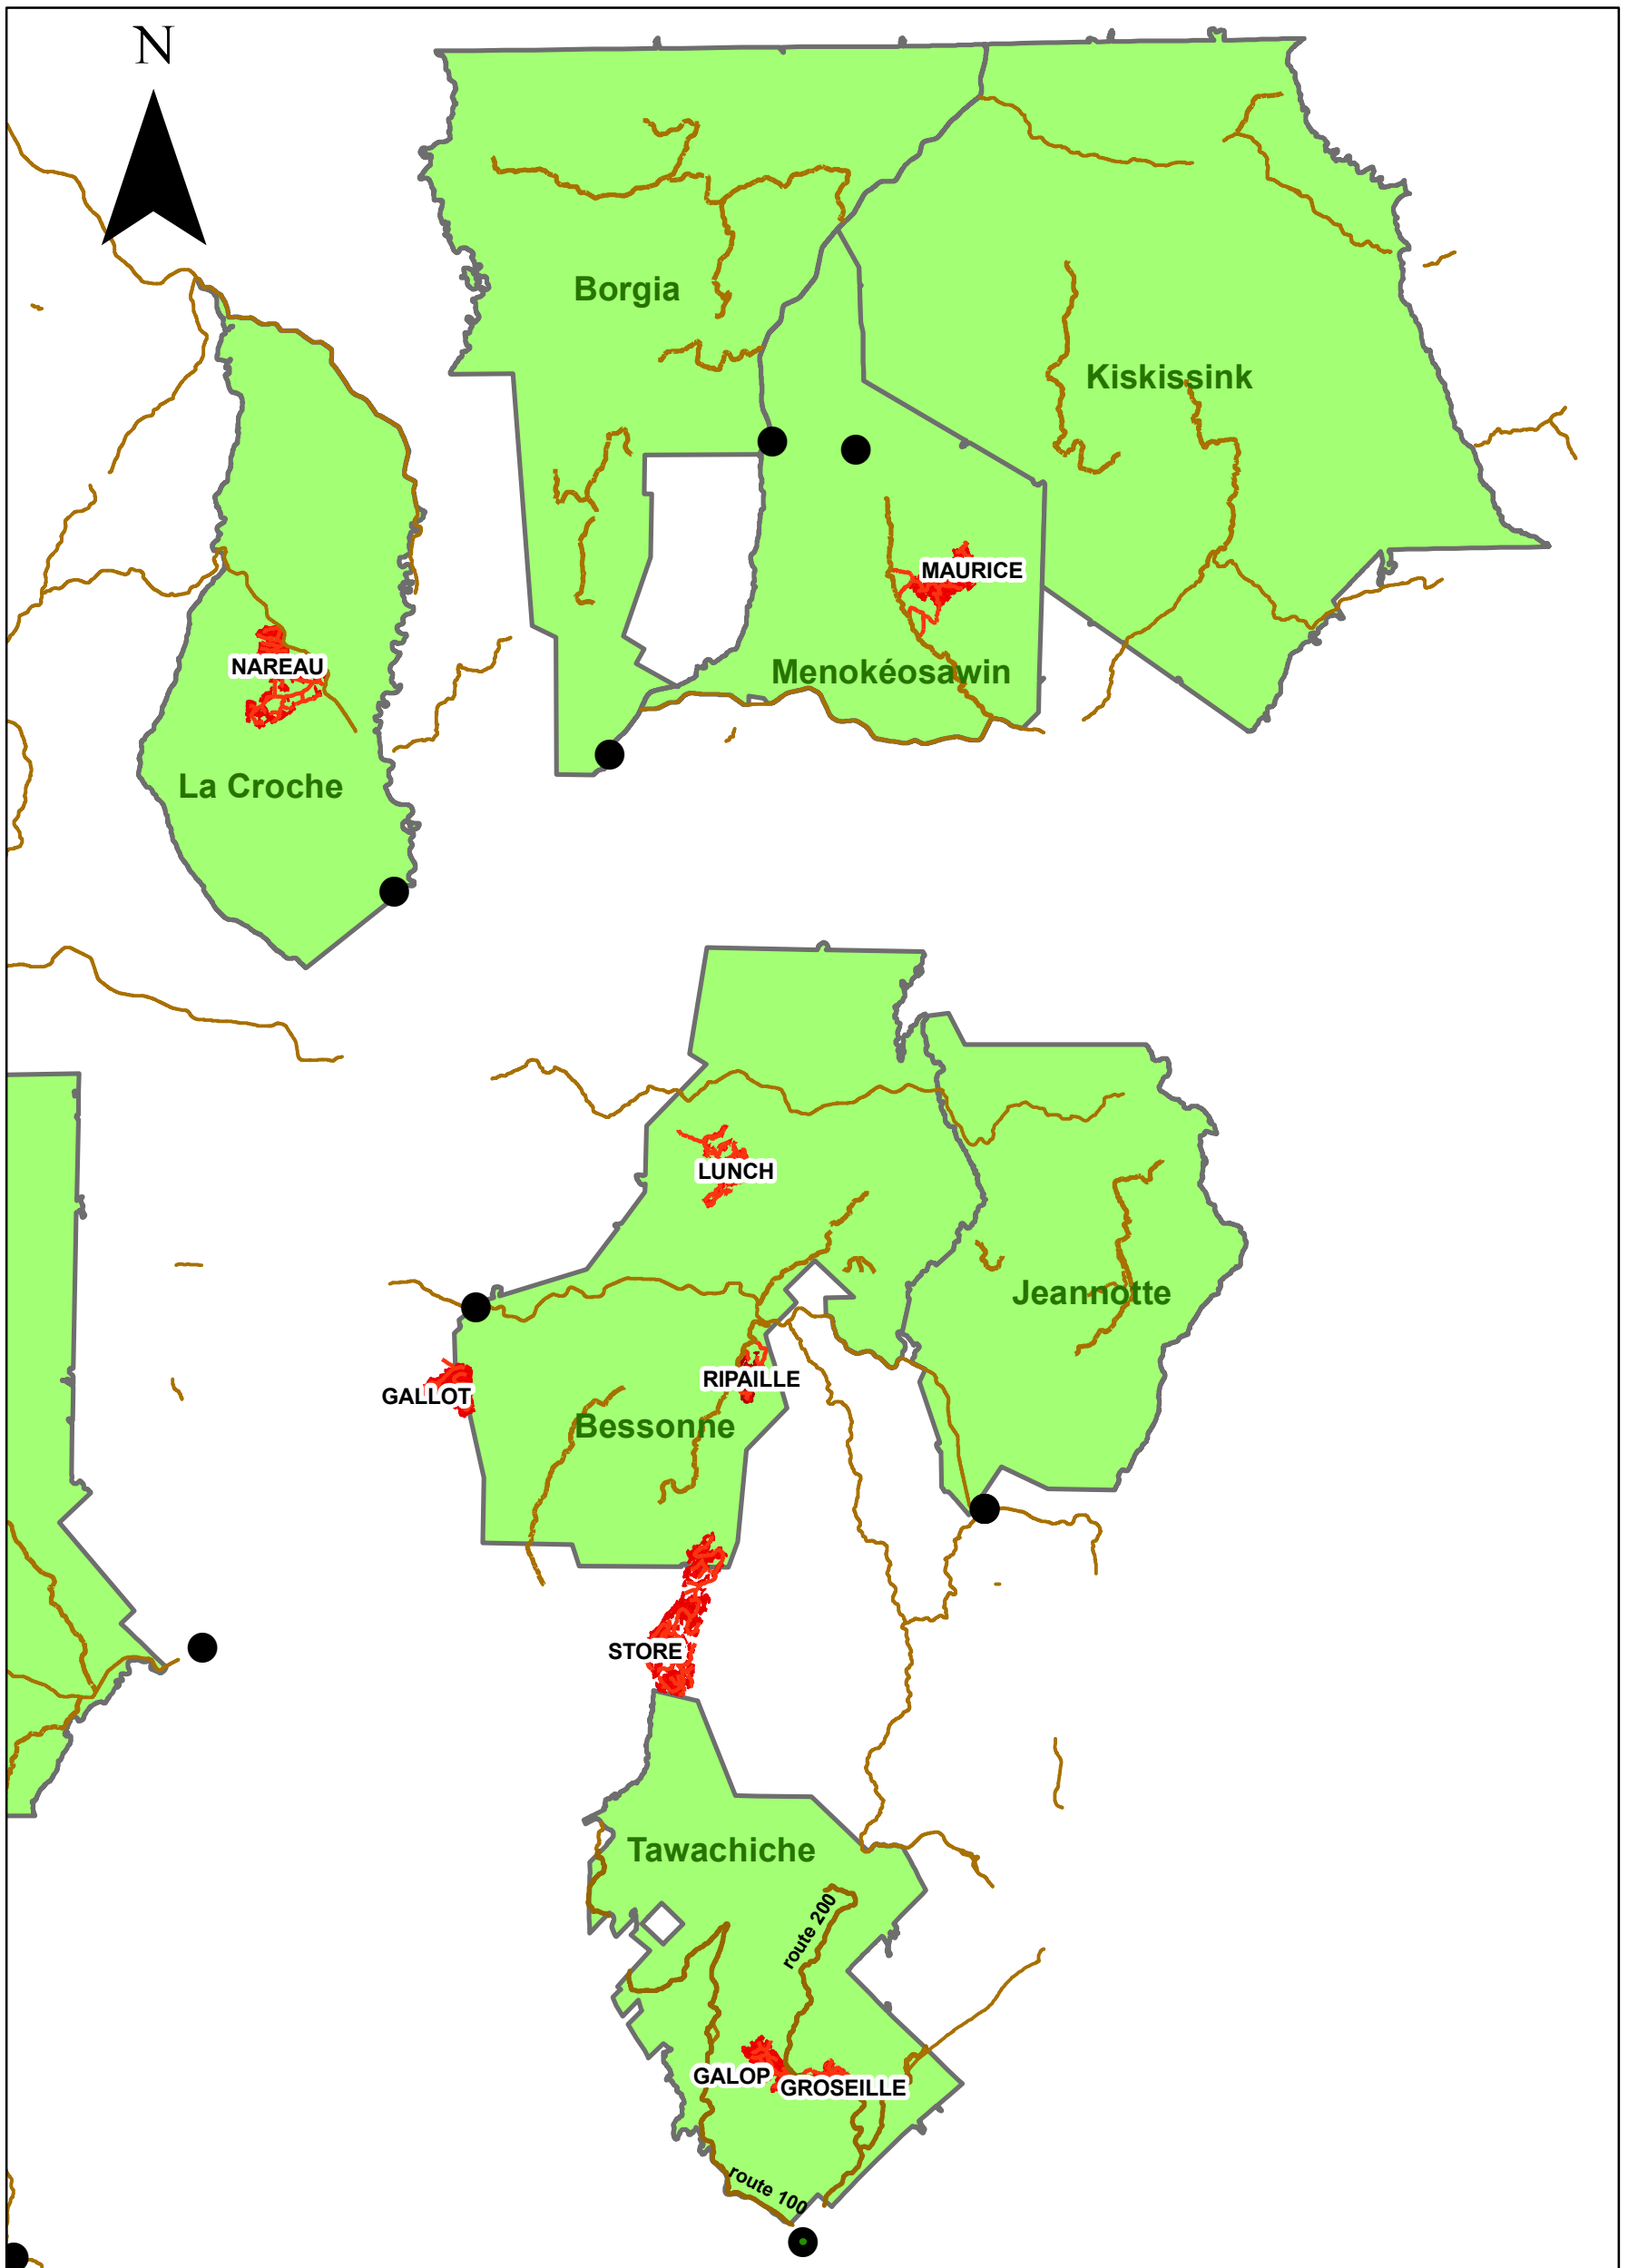 N
Borgia
Kiskissink
MAURICE
NAREAU
Menokéosawin
La Croche
LUNCH
Jeannotte
RIPAILLE
GALLOT
Bessonne
STORE
Tawachiche
route 200
GALOP
GROSEILLE
route 100